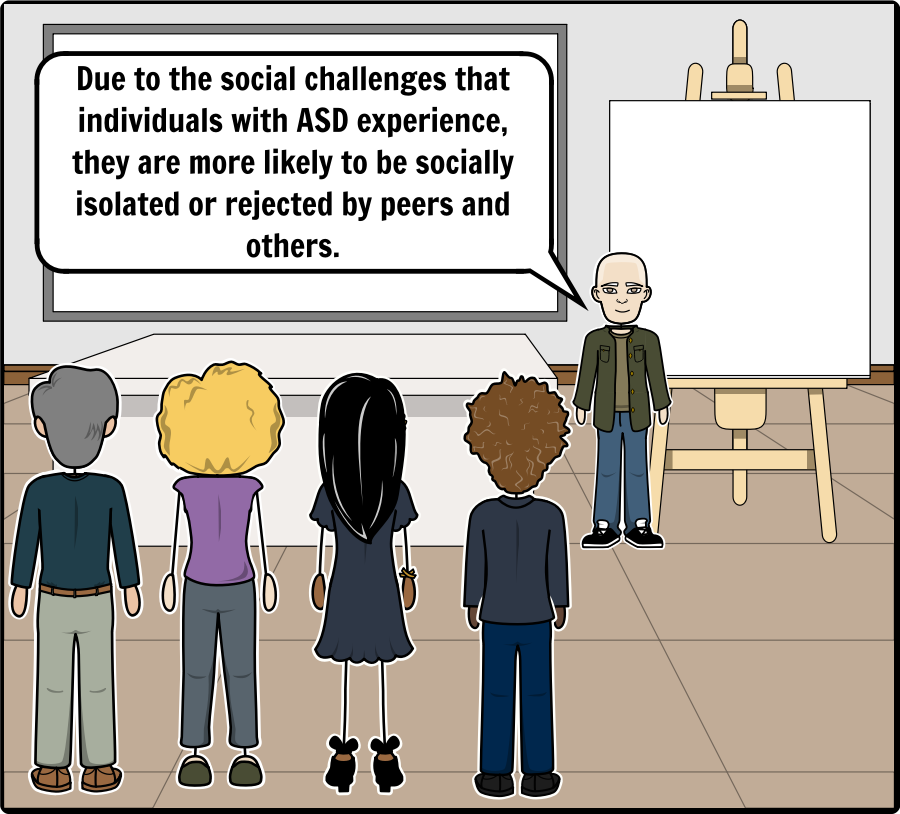 Due to the social challenges that
individuals with ASD experience,
they are more likely to be socially
isolated or rejected by peers and
others.